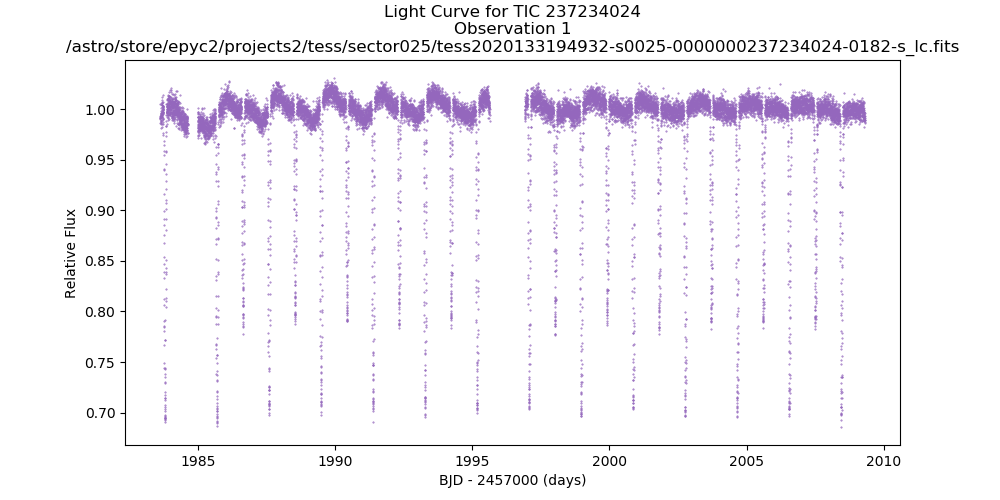 Light Curve for TIC 237234024
Observation 1
/astro/store/epyc2/projects2/tess/sector025/tess2020133194932-s0025-0000000237234024-0182-s_lc.fits
1.00
0.95
0.90
0.85
0.80
0.75
0.70
Relative Flux
1985
1990
1995
2000
2005
2010
BJD - 2457000 (days)